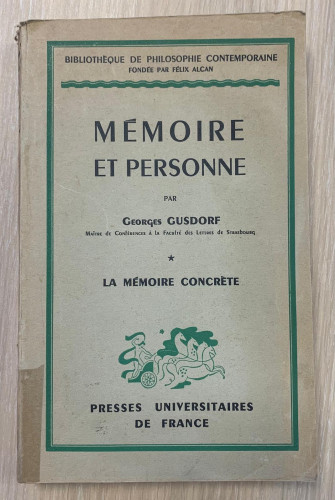 BIBLIOTHÈQUE DE PHILOSOPHIE CONTEMPORAINE
FONDÉE PAR FÉLIX ALCAN
MÉMOIRE
ET PERSONNE
PAR
GEORGES GUSDORF
Maître de Conférences à la Faculté des Lettres de Strasbourg
*
LA MÉMOIRE CONCRÈTE
PRESSES UNIVERSITAIRES
DE FRANCE